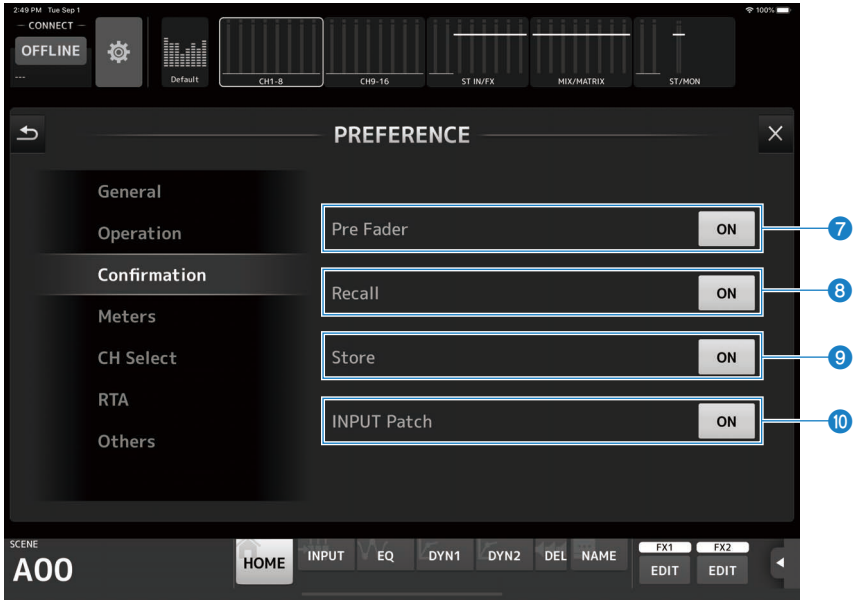 2:49 PM Tue Sep 1
100%
CONNECT
OFFLINE
---
Default
CH1-8
CH9-16
ST IN/FX
MIX/MATRIX
ST/MON
PREFERENCE
General
Operation
Confirmation
Meters
CH Select
RTA
Others
Pre Fader ON 7
Recall ON 8
Store ON 9
INPUT Patch ON 10
SCENE
A00
HOME
INPUT
EQ
DYN1
DYN2
DEL
NAME
FX1
EDIT
FX2
EDIT